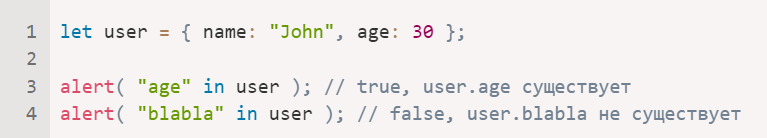 1 let user = { name: "John", age: 30 };
2
3 alert( "age" in user ); // true, user.age существует
4 alert( "blabla" in user ); // false, user.blabla не существует